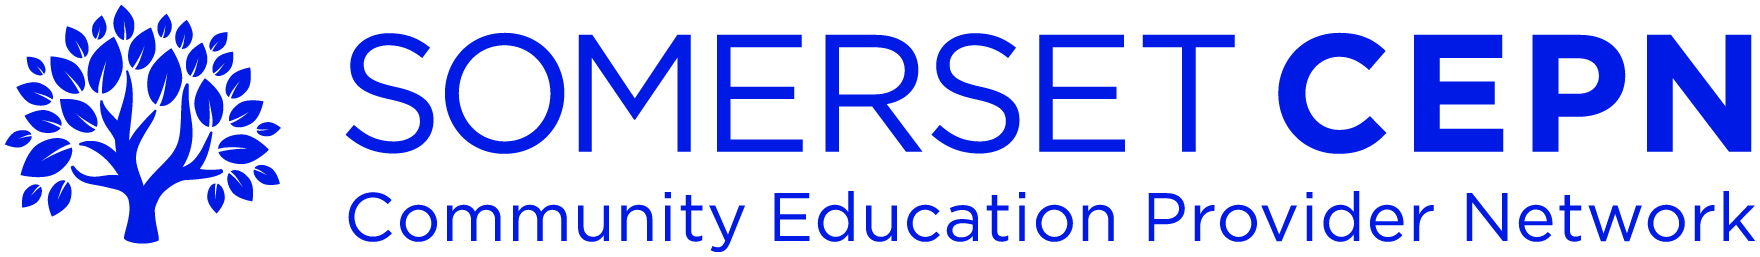 SOMERSET CEPN
Community Education Provider Network